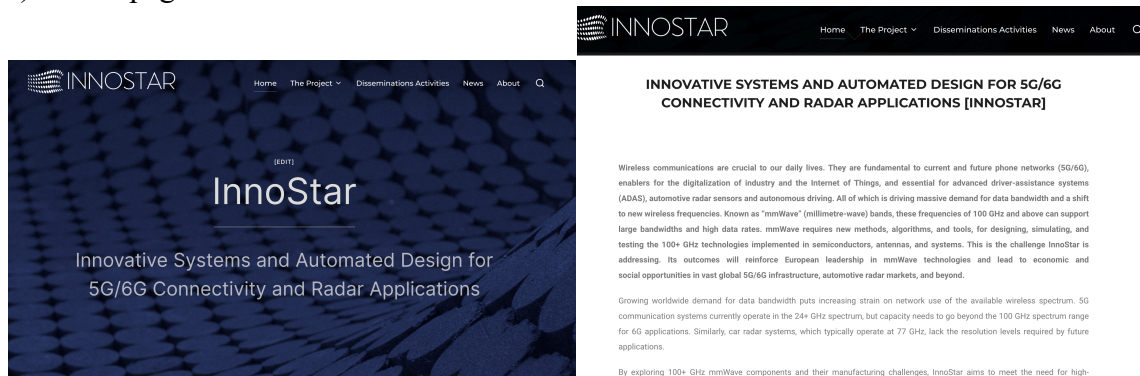 INNOSTAR
Home The Project Disseminations Activities News About
[EDIT]
InnoStar
Innovative Systems and Automated Design for
5G/6G Connectivity and Radar Applications
INNOSTAR
Home The Project Disseminations Activities News About
INNOVATIVE SYSTEMS AND AUTOMATED DESIGN FOR 5G/6G
CONNECTIVITY AND RADAR APPLICATIONS [INNOSTAR]
Wireless communications are crucial to our daily lives. They are fundamental to current and future phone networks (5G/6G),
enablers for the digitalization of industry and the Internet of Things, and essential for advanced driver-assistance systems
(ADAS), automotive radar sensors and autonomous driving. All of which is driving massive demand for data bandwidth and a shift
to new wireless frequencies. Known as “mmWave” (millimetre-wave) bands, these frequencies of 100 GHz and above can support
large bandwidths and high data rates. mmWave requires new methods, algorithms, and tools, for designing, simulating, and
testing the 100+ GHz technologies implemented in semiconductors, antennas, and systems. This is the challenge InnoStar is
addressing. Its outcomes will reinforce European leadership in mmWave technologies and lead to economic and
social opportunities in vast global 5G/6G infrastructure, automotive radar markets, and beyond.
Growing worldwide demand for data bandwidth puts increasing strain on network use of the available wireless spectrum. 5G
communication systems currently operate in the 24+ GHz spectrum, but capacity needs to go beyond the 100 GHz spectrum range
for 6G applications. Similarly, car radar systems, which typically operate at 77 GHz, lack the resolution levels required by future
applications.
By exploring 100+ GHz mmWave components and their manufacturing challenges, InnoStar aims to meet the need for high-